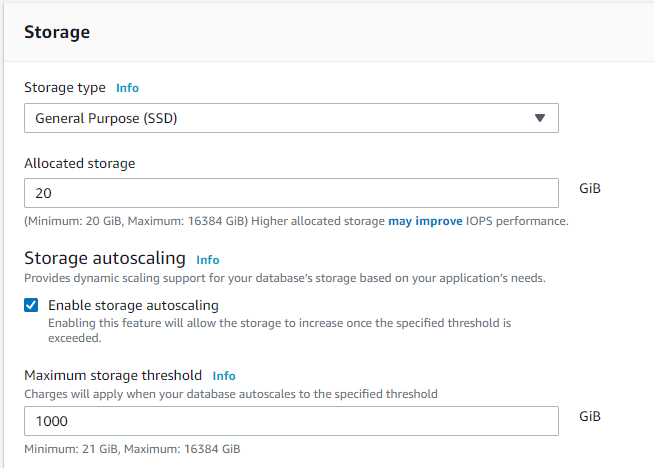 Storage
Storage type Info
General Purpose (SSD)
Allocated storage
20 GiB
(Minimum: 20 GiB, Maximum: 16384 GiB) Higher allocated storage may improve IOPS performance.
Storage autoscaling Info
Provides dynamic scaling support for your database's storage based on your application's needs.
Enable storage autoscaling
Enabling this feature will allow the storage to increase once the specified threshold is
exceeded.
Maximum storage threshold Info
Charges will apply when your database autoscales to the specified threshold
1000 GiB
Minimum: 21 GiB, Maximum: 16384 GiB